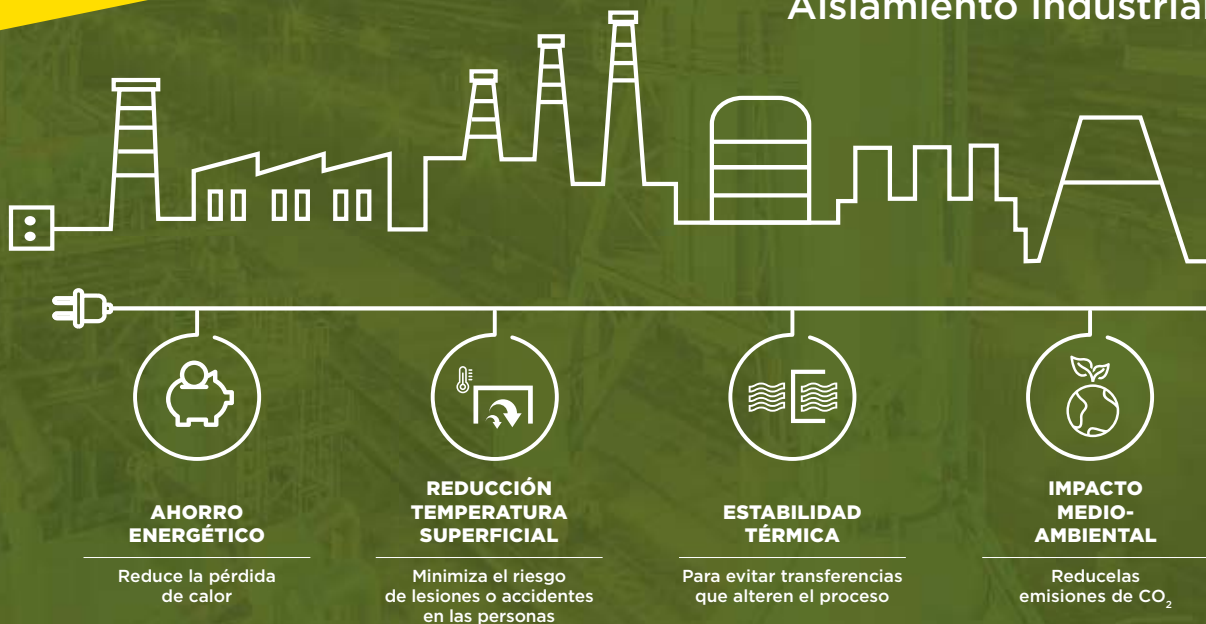 Aislamiento Industrial
AHORRO
ENERGÉTICO
Reduce la pérdida
de calor
REDUCCIÓN
TEMPERATURA
SUPERFICIAL
Minimiza el riesgo
de lesiones o accidentes
en las personas
ESTABILIDAD
TÉRMICA
Para evitar transferencias
que alteren el proceso
IMPACTO
MEDIO-
AMBIENTAL
Reducelas
emisiones de CO₂